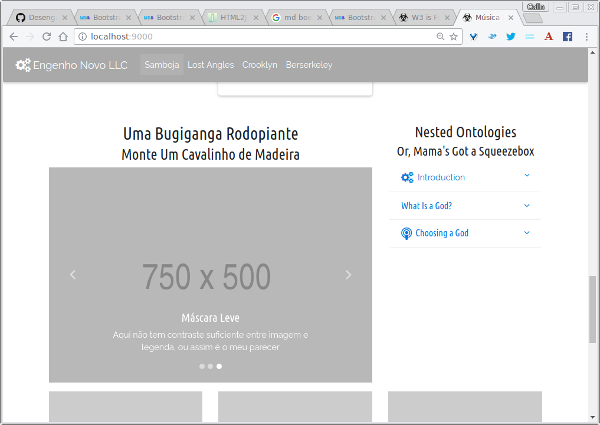 Deseng
Bootstr
Bootstr
HTML2J
md boo
Bootstr
W3 is
Música
Carlo
localhost:9000
Engenho Novo LLC
Samboja
Lost Angles
Crooklyn
Berserkeley
Uma Bugiganga Rodopiante
Monte Um Cavalinho de Madeira
750 x 500
Máscara Leve
Aqui não tem contraste suficiente entre imagem e
legenda, ou assim é o meu parecer
Nested Ontologies
Or, Mama's Got a Squeezebox
Introduction
What Is a God?
Choosing a God